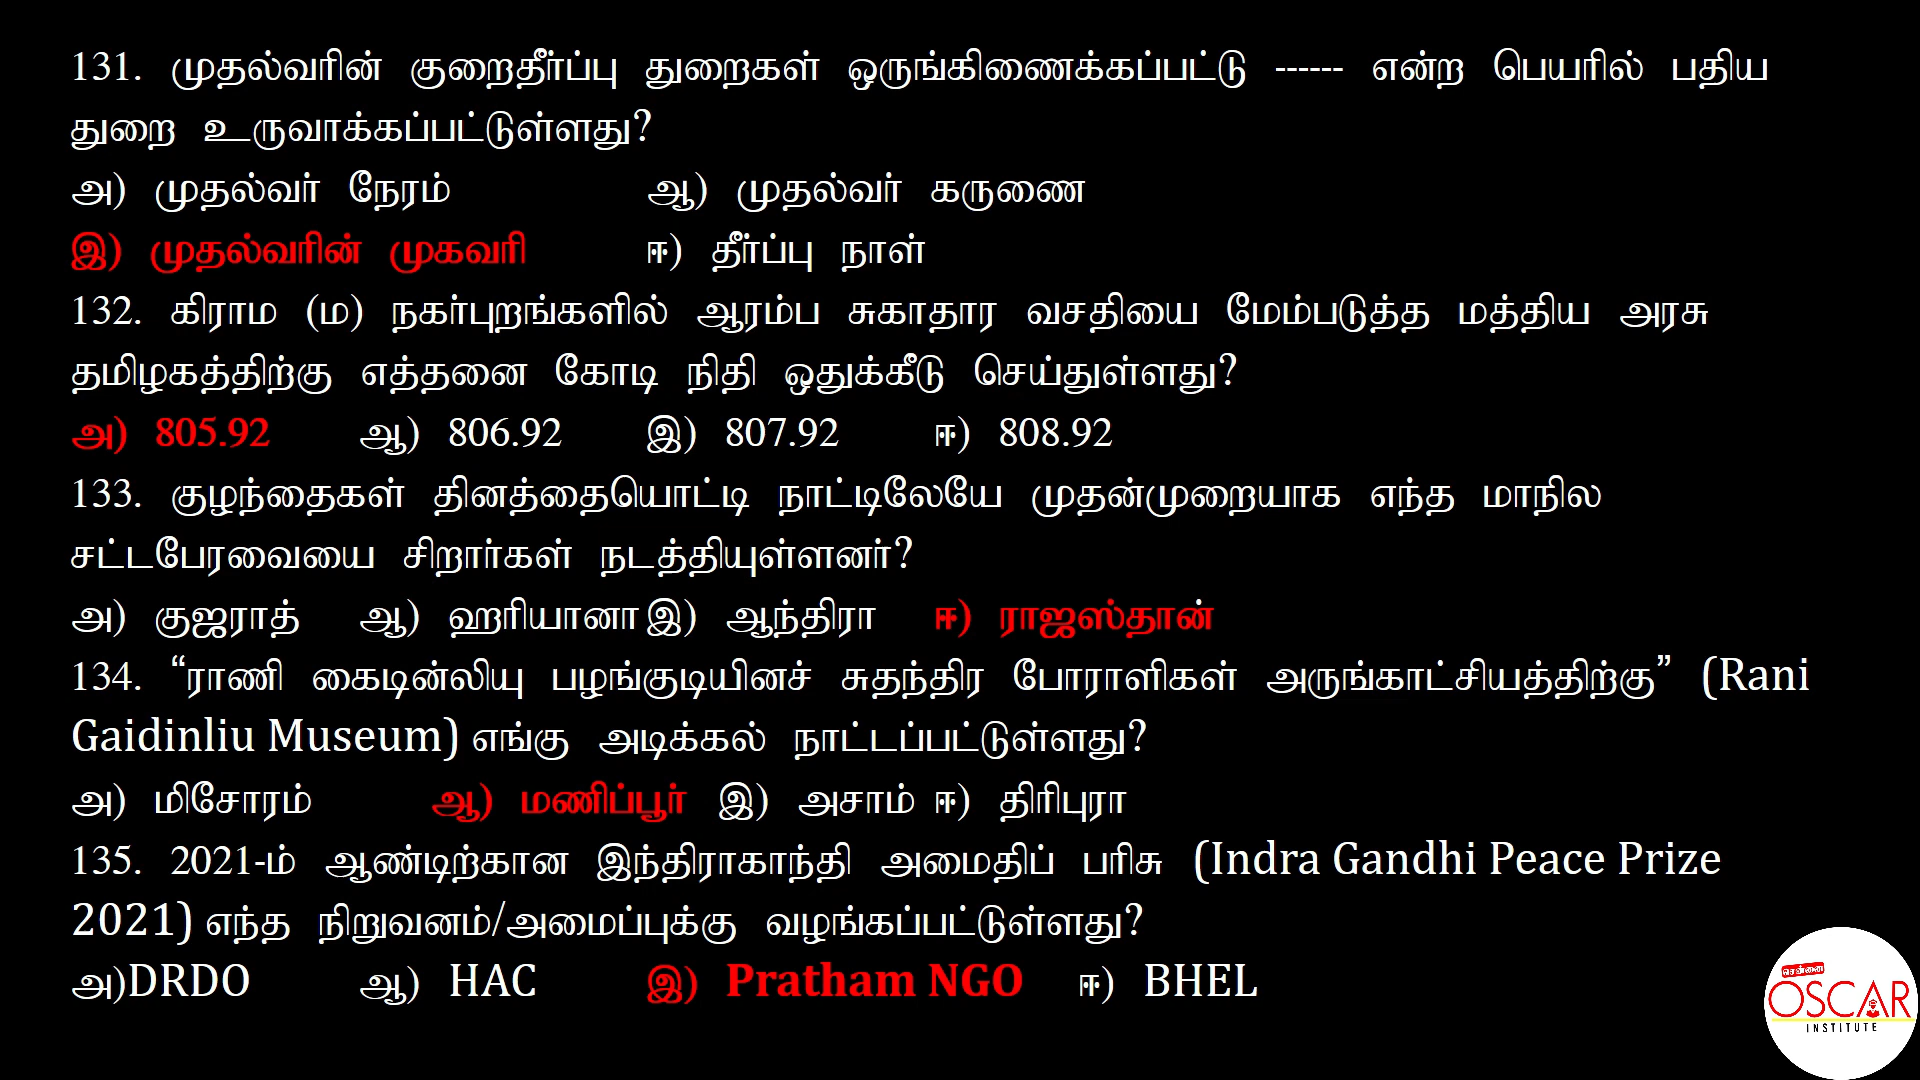 131. முதல்வரின் குறைதீர்ப்பு துறைகள் ஒருங்கிணைக்கப்பட்டு ------ என்ற பெயரில் பதிய
துறை உருவாக்கப்பட்டுள்ளது?
அ) முதல்வர் நேரம் ஆ) முதல்வர் கருணை
இ) முதல்வரின் முகவரி ஈ) தீர்ப்பு நாள்
132. கிராம (ம) நகர்புறங்களில் ஆரம்ப சுகாதார வசதியை மேம்படுத்த மத்திய அரசு
தமிழகத்திற்கு எத்தனை கோடி நிதி ஒதுக்கீடு செய்துள்ளது?
அ) 805.92 ஆ) 806.92 இ) 807.92 ஈ) 808.92
133. குழந்தைகள் தினத்தையொட்டி நாட்டிலேயே முதன்முறையாக எந்த மாநில
சட்டபேரவையை சிறார்கள் நடத்தியுள்ளனர்?
அ) குஜராத் ஆ) ஹரியானா இ) ஆந்திரா ஈ) ராஜஸ்தான்
134. “ராணி கைடின்லியு பழங்குடியினச் சுதந்திர போராளிகள் அருங்காட்சியத்திற்கு” (Rani
Gaidinliu Museum) எங்கு அடிக்கல் நாட்டப்பட்டுள்ளது?
அ) மிசோரம் ஆ) மணிப்பூர் இ) அசாம் ஈ) திரிபுரா
135. 2021-ம் ஆண்டிற்கான இந்திராகாந்தி அமைதிப் பரிசு (Indra Gandhi Peace Prize
2021) எந்த நிறுவனம்/அமைப்புக்கு வழங்கப்பட்டுள்ளது?
அ)DRDO ஆ) HAC இ) Pratham NGO ஈ) BHEL
சென்னை
OSCAR
INSTITUTE